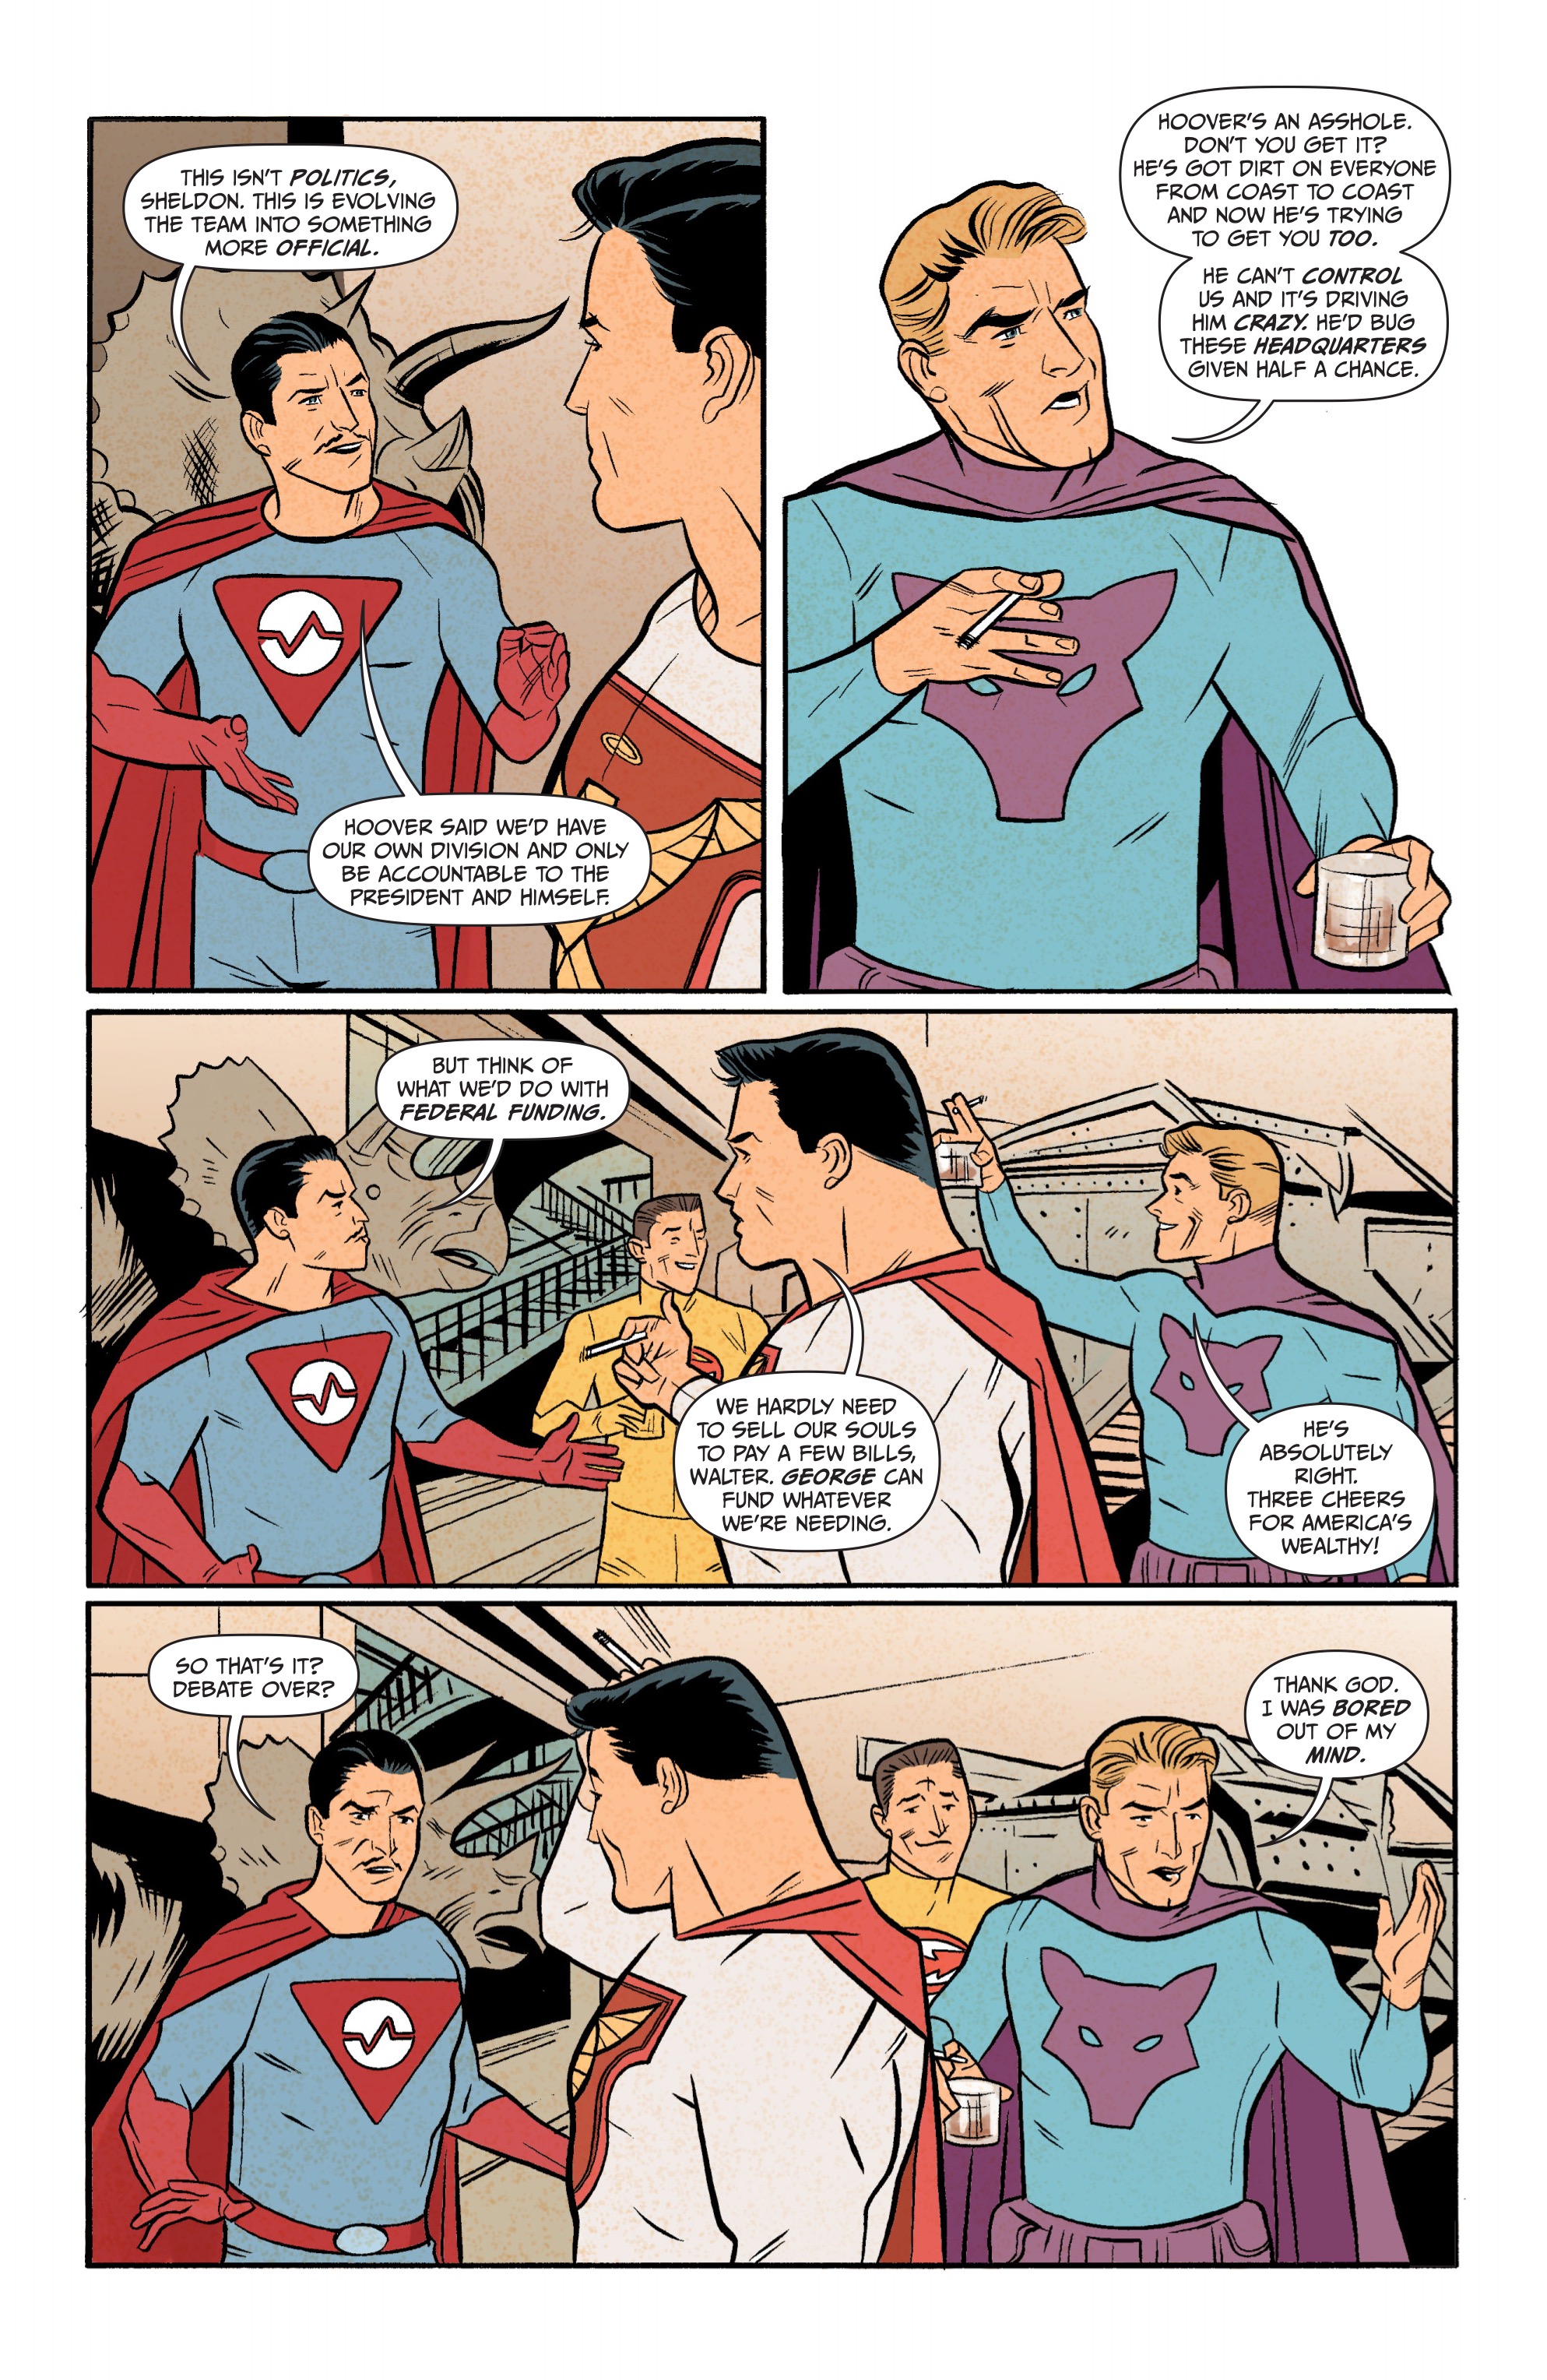 THIS ISN'T POLITICS,
SHELDON. THIS IS EVOLVING
THE TEAM INTO SOMETHING
MORE OFFICIAL.
HOOVER SAID WE'D HAVE
OUR OWN DIVISION AND ONLY
BE ACCOUNTABLE TO THE
PRESIDENT AND HIMSELF.
HOOVER'S AN ASSHOLE.
DON'T YOU GET IT?
HE'S GOT DIRT ON EVERYONE
FROM COAST TO COAST
AND NOW HE'S TRYING
TO GET YOU TOO.
HE CAN'T CONTROL
US AND IT'S DRIVING
HIM CRAZY. HE'D BUG
THESE HEADQUARTERS
GIVEN HALF A CHANCE.
BUT THINK OF
WHAT WE'D DO WITH
FEDERAL FUNDING.
WE HARDLY NEED
TO SELL OUR SOULS
TO PAY A FEW BILLS,
WALTER. GEORGE CAN
FUND WHATEVER
WE'RE NEEDING.
HE'S
ABSOLUTELY
RIGHT.
THREE CHEERS
FOR AMERICA'S
WEALTHY!
SO THAT'S IT?
DEBATE OVER?
THANK GOD.
I WAS BORED
OUT OF MY
MIND.